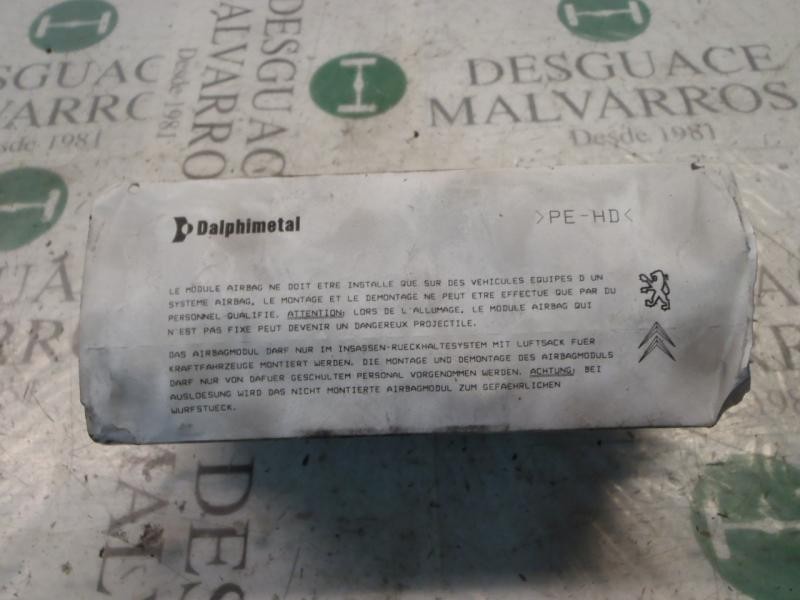 DESGUACE
MALVARROS
Desde 1981
DESGUAC
MALVARRO
Desde 1981
DESGUAC
ALVARRO
Desde 1981
Dalphimetal
>PE-HD<
LE MODULE AIRBAG NE DOIT ETRE INSTALLE QUE SUR DES VEHICULES EQUIPES D UN
SYSTEME AIRBAG, LE MONTAGE ET LE DEMONTAGE NE PEUT ETRE EFFECTUE QUE PAR DU
PERSONNEL QUALIFIE. ATTENTION: LORS DE L'ALLUMAGE, LE MODULE AIRBAG QUI
N'EST PAS FIXE PEUT DEVENIR UN DANGEREUX PROJECTILE.
DAS AIRBAGMODUL DARF NUR IM INSASSEN-RUECKHALTESYSTEM MIT LUFTSACK FUER
KRAFTFAHRZEUGE MONTIERT WERDEN. DIE MONTAGE UND DEMONTAGE DES AIRBAGMODULS
DARF NUR VON DAFUER GESCHULTEM PERSONAL VORGENOMMEN WERDEN. ACHTUNG: BEI
AUSLOESUNG WIRD DAS NICHT MONTIERTE AIRBAGMODUL ZUM GEFAEHRLICHEN
WURFSTUECK.